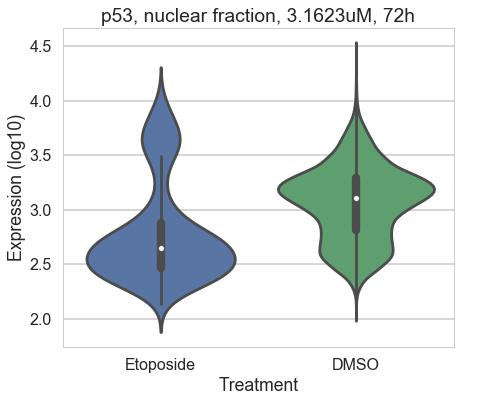 p53, nuclear fraction, 3.1623uM, 72h
Expression (log10)
4.5
4.0
3.5
3.0
2.5
2.0
Etoposide
DMSO
Treatment